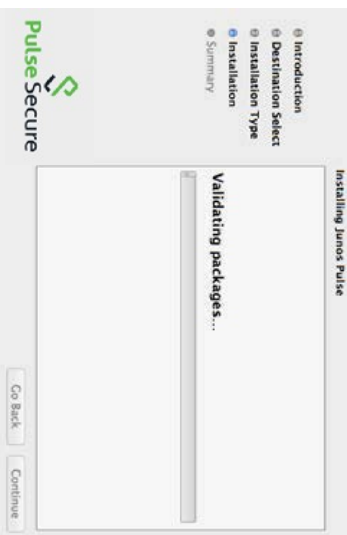 Installing Junos Pulse
Introduction
Destination Select
Installation Type
Installation
Summary
Validating packages...
Pulse Secure
Go Back
Continue